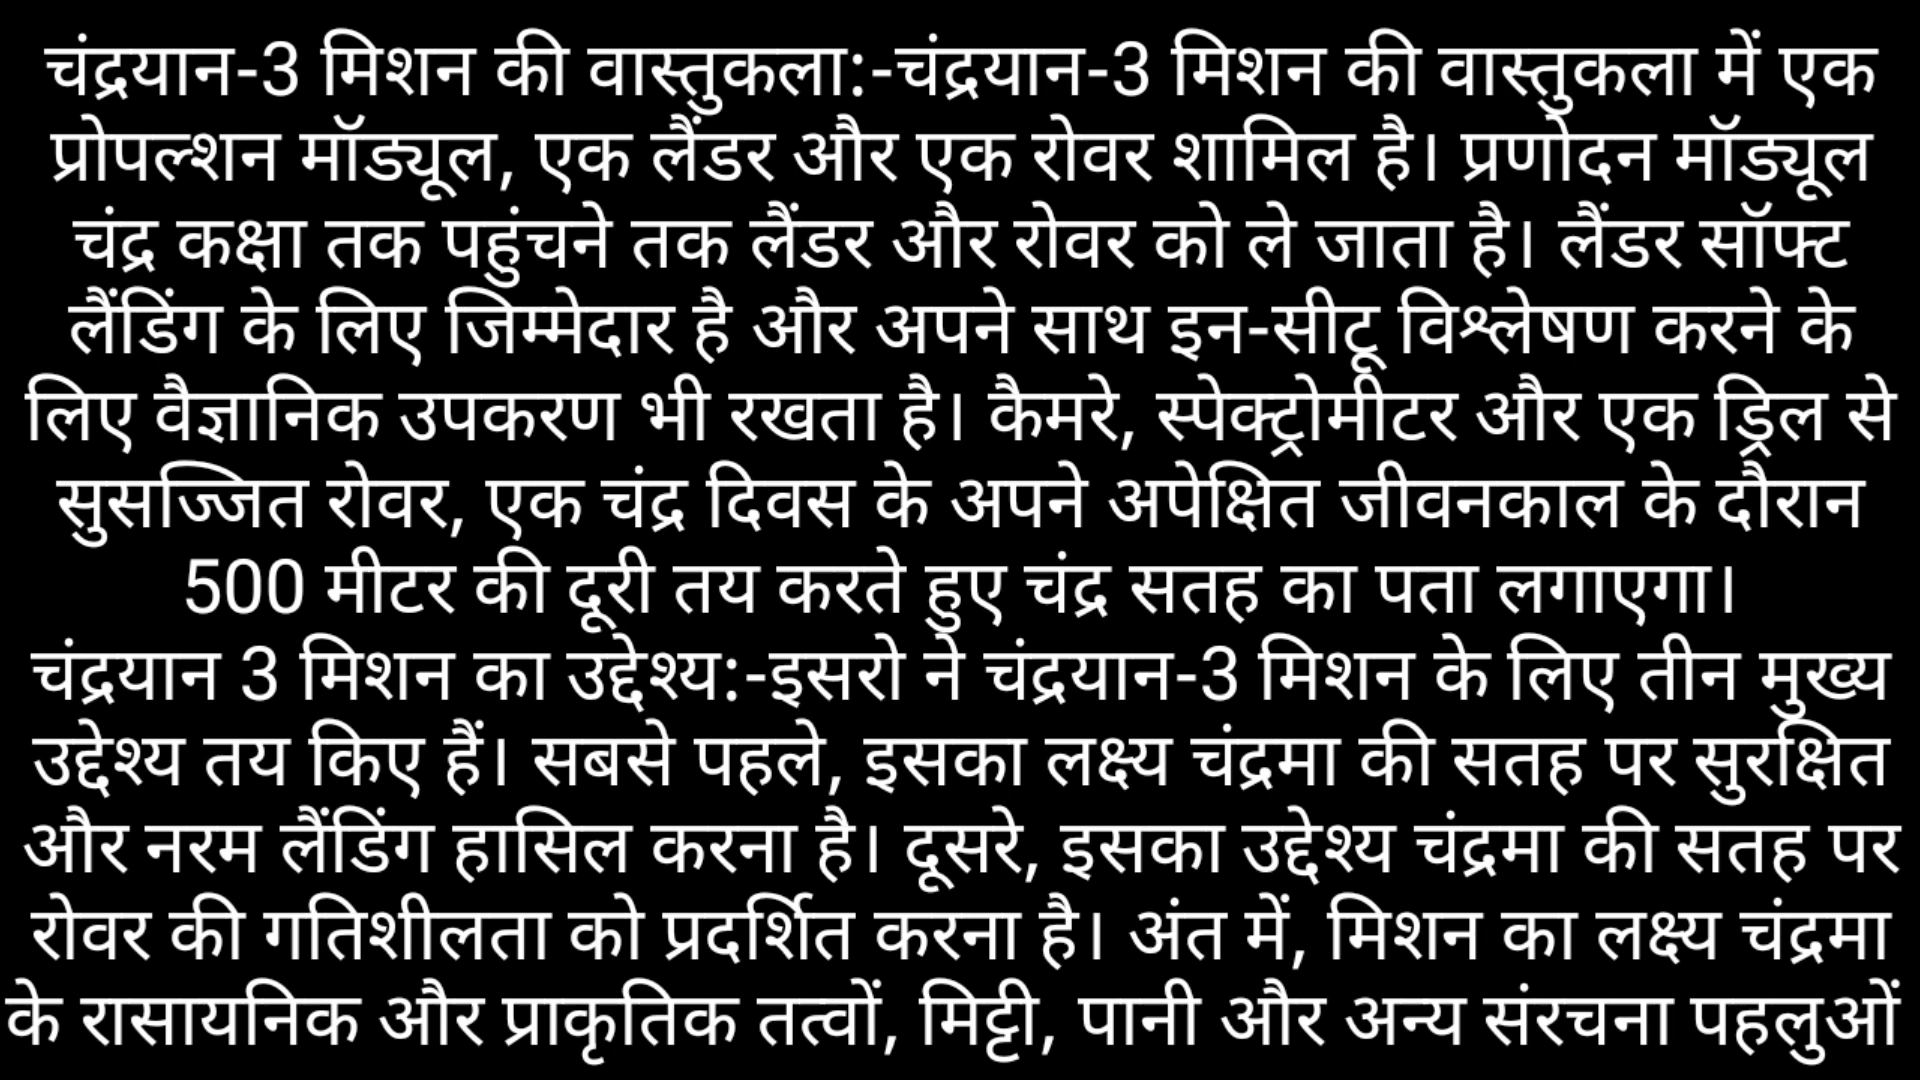 चंद्रयान-3 मिशन की वास्तुकला:-चंद्रयान-3 मिशन की वास्तुकला में एक
प्रोपल्शन मॉड्यूल, एक लैंडर और एक रोवर शामिल है। प्रणोदन मॉड्यूल
चंद्र कक्षा तक पहुंचने तक लैंडर और रोवर को ले जाता है। लैंडर सॉफ्ट
लैंडिंग के लिए जिम्मेदार है और अपने साथ इन-सीटू विश्लेषण करने के
लिए वैज्ञानिक उपकरण भी रखता है। कैमरे, स्पेक्ट्रोमीटर और एक ड्रिल से
सुसज्जित रोवर, एक चंद्र दिवस के अपने अपेक्षित जीवनकाल के दौरान
500 मीटर की दूरी तय करते हुए चंद्र सतह का पता लगाएगा।
चंद्रयान 3 मिशन का उद्देश्य:-इसरो ने चंद्रयान-3 मिशन के लिए तीन मुख्य
उद्देश्य तय किए हैं। सबसे पहले, इसका लक्ष्य चंद्रमा की सतह पर सुरक्षित
और नरम लैंडिंग हासिल करना है। दूसरे, इसका उद्देश्य चंद्रमा की सतह पर
रोवर की गतिशीलता को प्रदर्शित करना है। अंत में, मिशन का लक्ष्य चंद्रमा
के रासायनिक और प्राकृतिक तत्वों, मिट्टी, पानी और अन्य संरचना पहलुओं